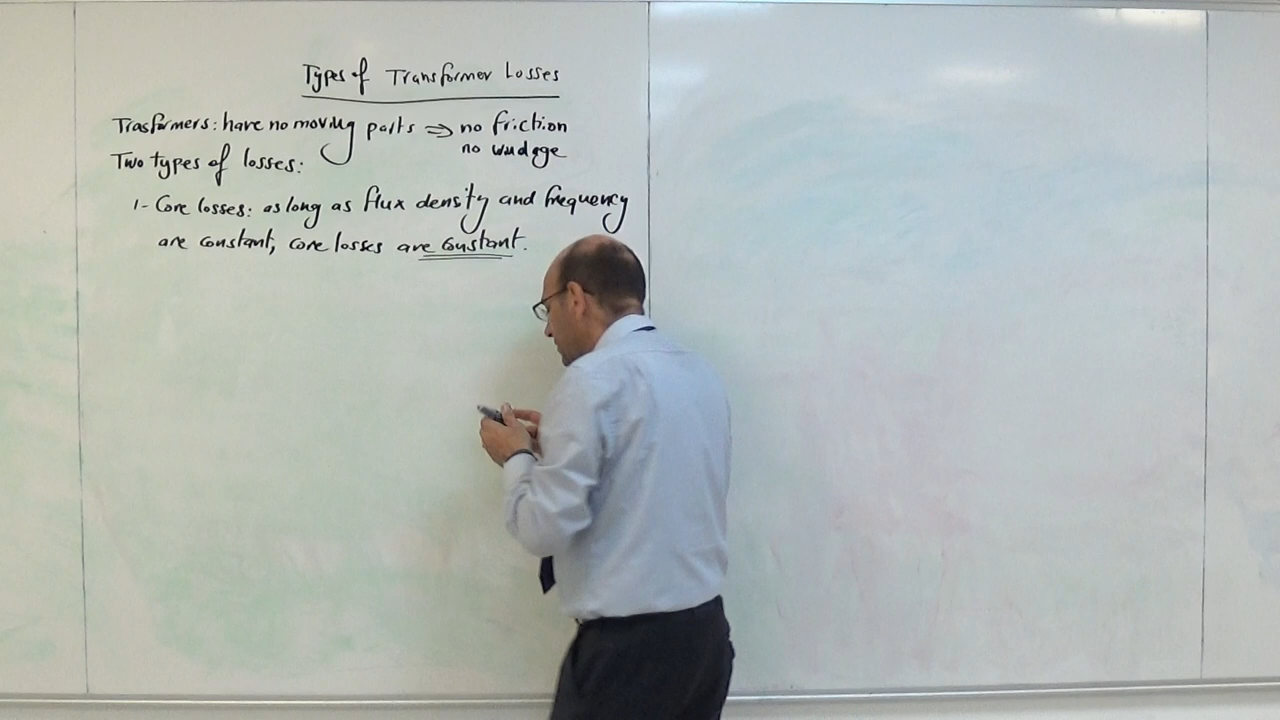 Types of Transformer Losses
Trasformers: have no moving parts ⇒ no friction
no wudage
Two types of losses:
1- Core losses: as long as flux density and frequency
are constant, core losses are constant.